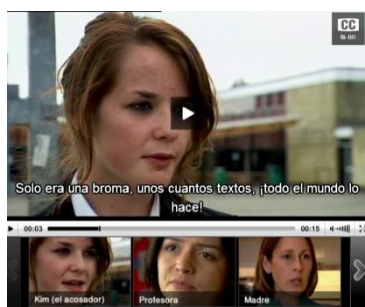 CC
is on
Solo era una broma, unos cuantos textos, ¡todo el mundo lo
hace!
00:03
00:15
Kim (el acosador)
Profesora
Madre